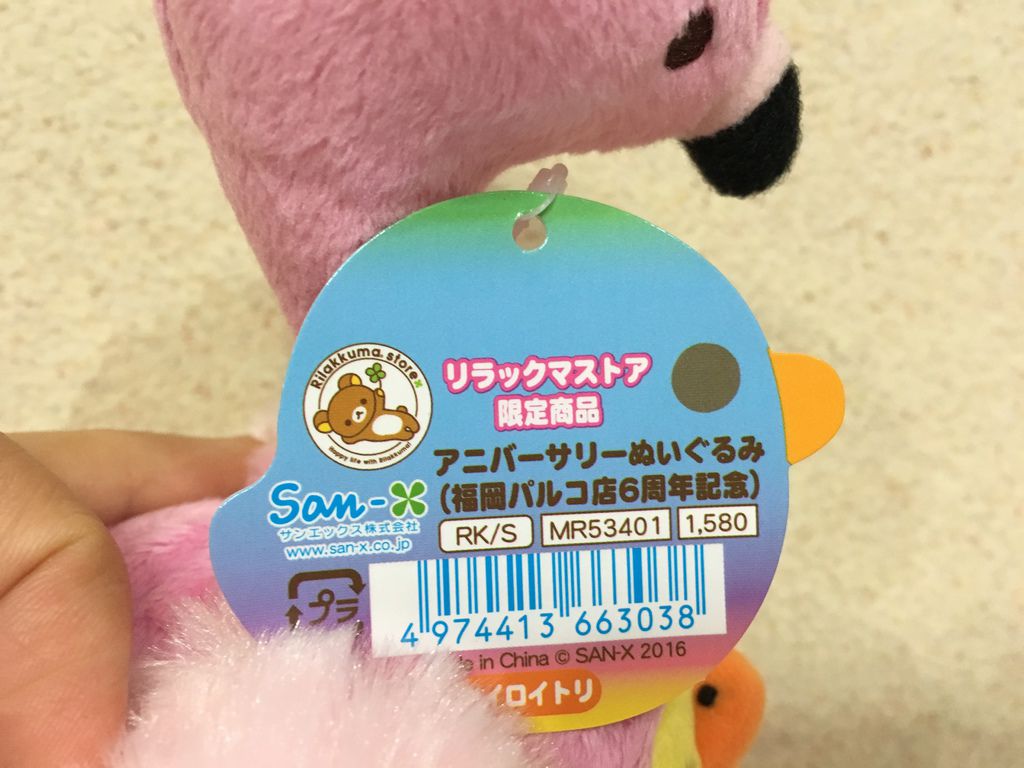 Rilakkuma store
Happy life with Rilakkuma!
リラックマストア
限定商品
アニバーサリーぬいぐるみ
(福岡パルコ店6周年記念)
San-X
サンエックス株式会社
www.san-x.co.jp
RK/S MR53401 1,580
プラ
4 974413 663038
in China © SAN-X 2016
イロイトリ